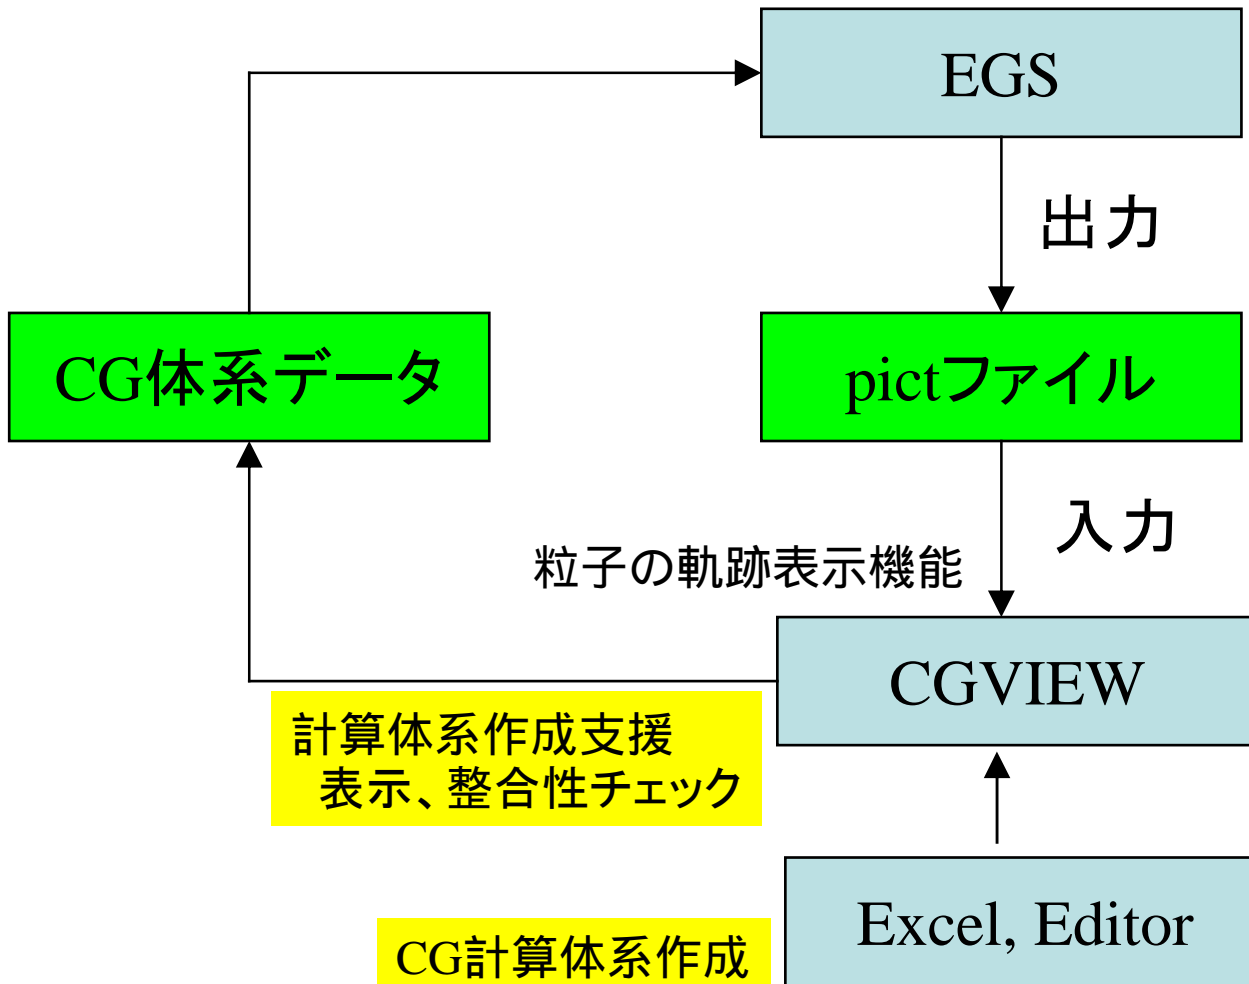 EGS
出力
CG体系データ
pictファイル
入力
粒子の軌跡表示機能
CGVIEW
計算体系作成支援
表示、整合性チェック
Excel, Editor
CG計算体系作成